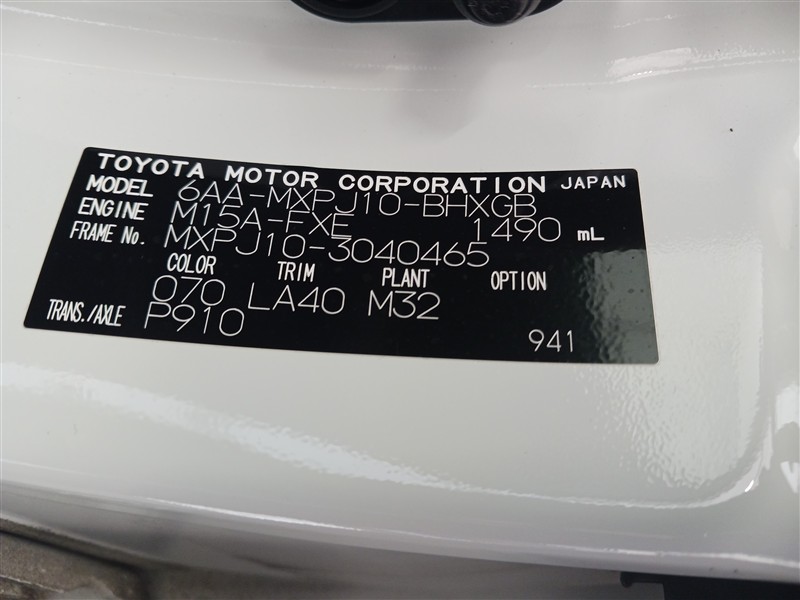 TOYOTA MOTOR CORPORATION JAPAN
MODEL 6AA-MXPJ10-BHXGB
ENGINE M15A-FXE 1490 mL
FRAME No. MXPJ10-3040465
COLOR TRIM PLANT OPTION
070 LA40 M32
TRANS./AXLE P910
941